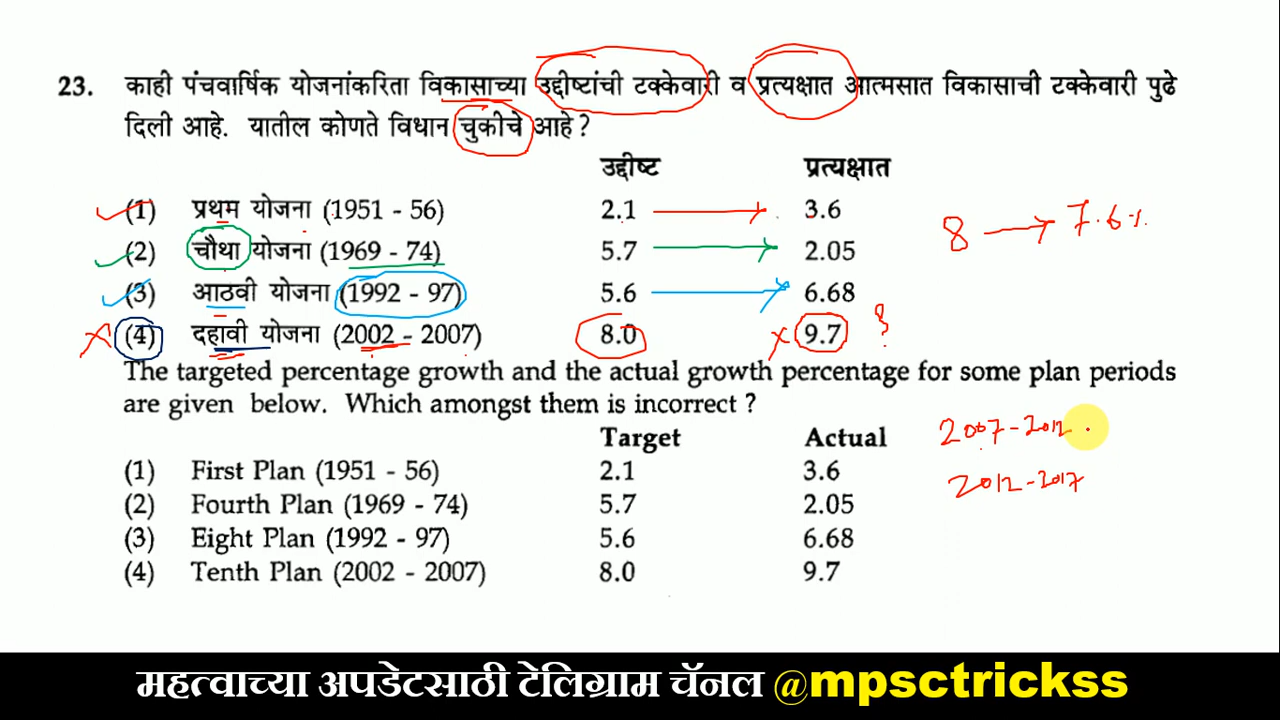 23. काही पंचवार्षिक योजनांकरिता विकासाच्या उद्दीष्टांची टक्केवारी व प्रत्यक्षात आत्मसात विकासाची टक्केवारी पुढे
दिली आहे. यातील कोणते विधान चुकीचे आहे ?
उद्दीष्ट प्रत्यक्षात
(1) प्रथम योजना (1951 - 56) 2.1 3.6
(2) चौथा योजना (1969 - 74) 5.7 2.05
(3) आठवी योजना (1992 - 97) 5.6 6.68
(4) दहावी योजना (2002 - 2007) 8.0 9.7
8 → 7.6%
?
The targeted percentage growth and the actual growth percentage for some plan periods
are given below. Which amongst them is incorrect ?
Target Actual
(1) First Plan (1951 - 56) 2.1 3.6
(2) Fourth Plan (1969 - 74) 5.7 2.05
(3) Eight Plan (1992 - 97) 5.6 6.68
(4) Tenth Plan (2002 - 2007) 8.0 9.7
2007-2012
2012-2017
महत्वाच्या अपडेटसाठी टेलिग्राम चॅनल @mpsctrickss